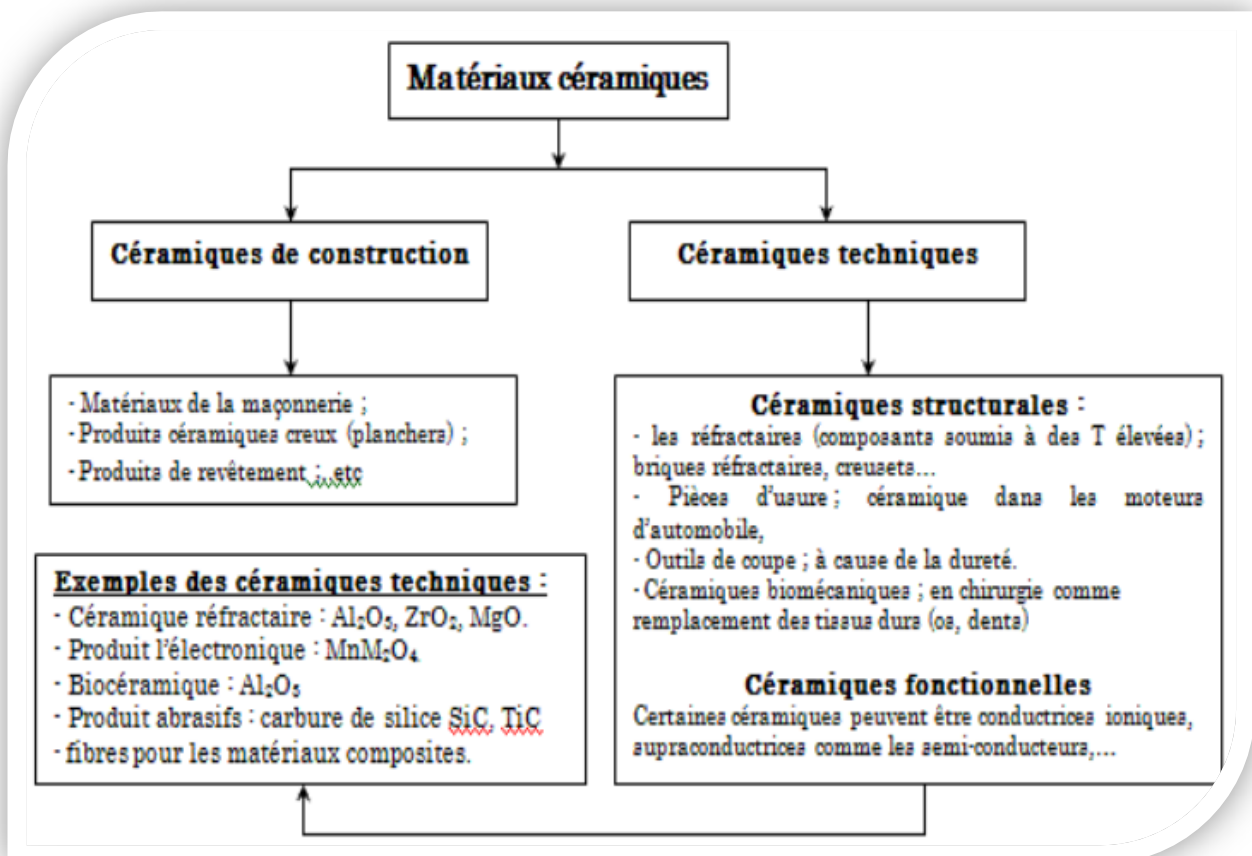 Matériaux céramiques
Céramiques de construction
Céramiques techniques
- Matériaux de la maçonnerie ;
- Produits céramiques creux (planchers) ;
- Produits de revêtement ;..etc
Céramiques structurales :
- les réfractaires (composants soumis à des T élevées) ;
briques réfractaires, creusets...
- Pièces d'usure ; céramique dans les moteurs
d'automobile,
- Outils de coupe ; à cause de la dureté.
- Céramiques biomécaniques ; en chirurgie comme
remplacement des tissus durs (os, dents)
Céramiques fonctionnelles
Certaines céramiques peuvent être conductrices ioniques,
supraconductrices comme les semi-conducteurs,...
Exemples des céramiques techniques :
- Céramique réfractaire : Al₂O₃, ZrO₂, MgO.
- Produit l'électronique : MnM₂O₄
- Biocéramique : Al₂O₃
- Produit abrasifs : carbure de silice SiC, TiC
- fibres pour les matériaux composites.